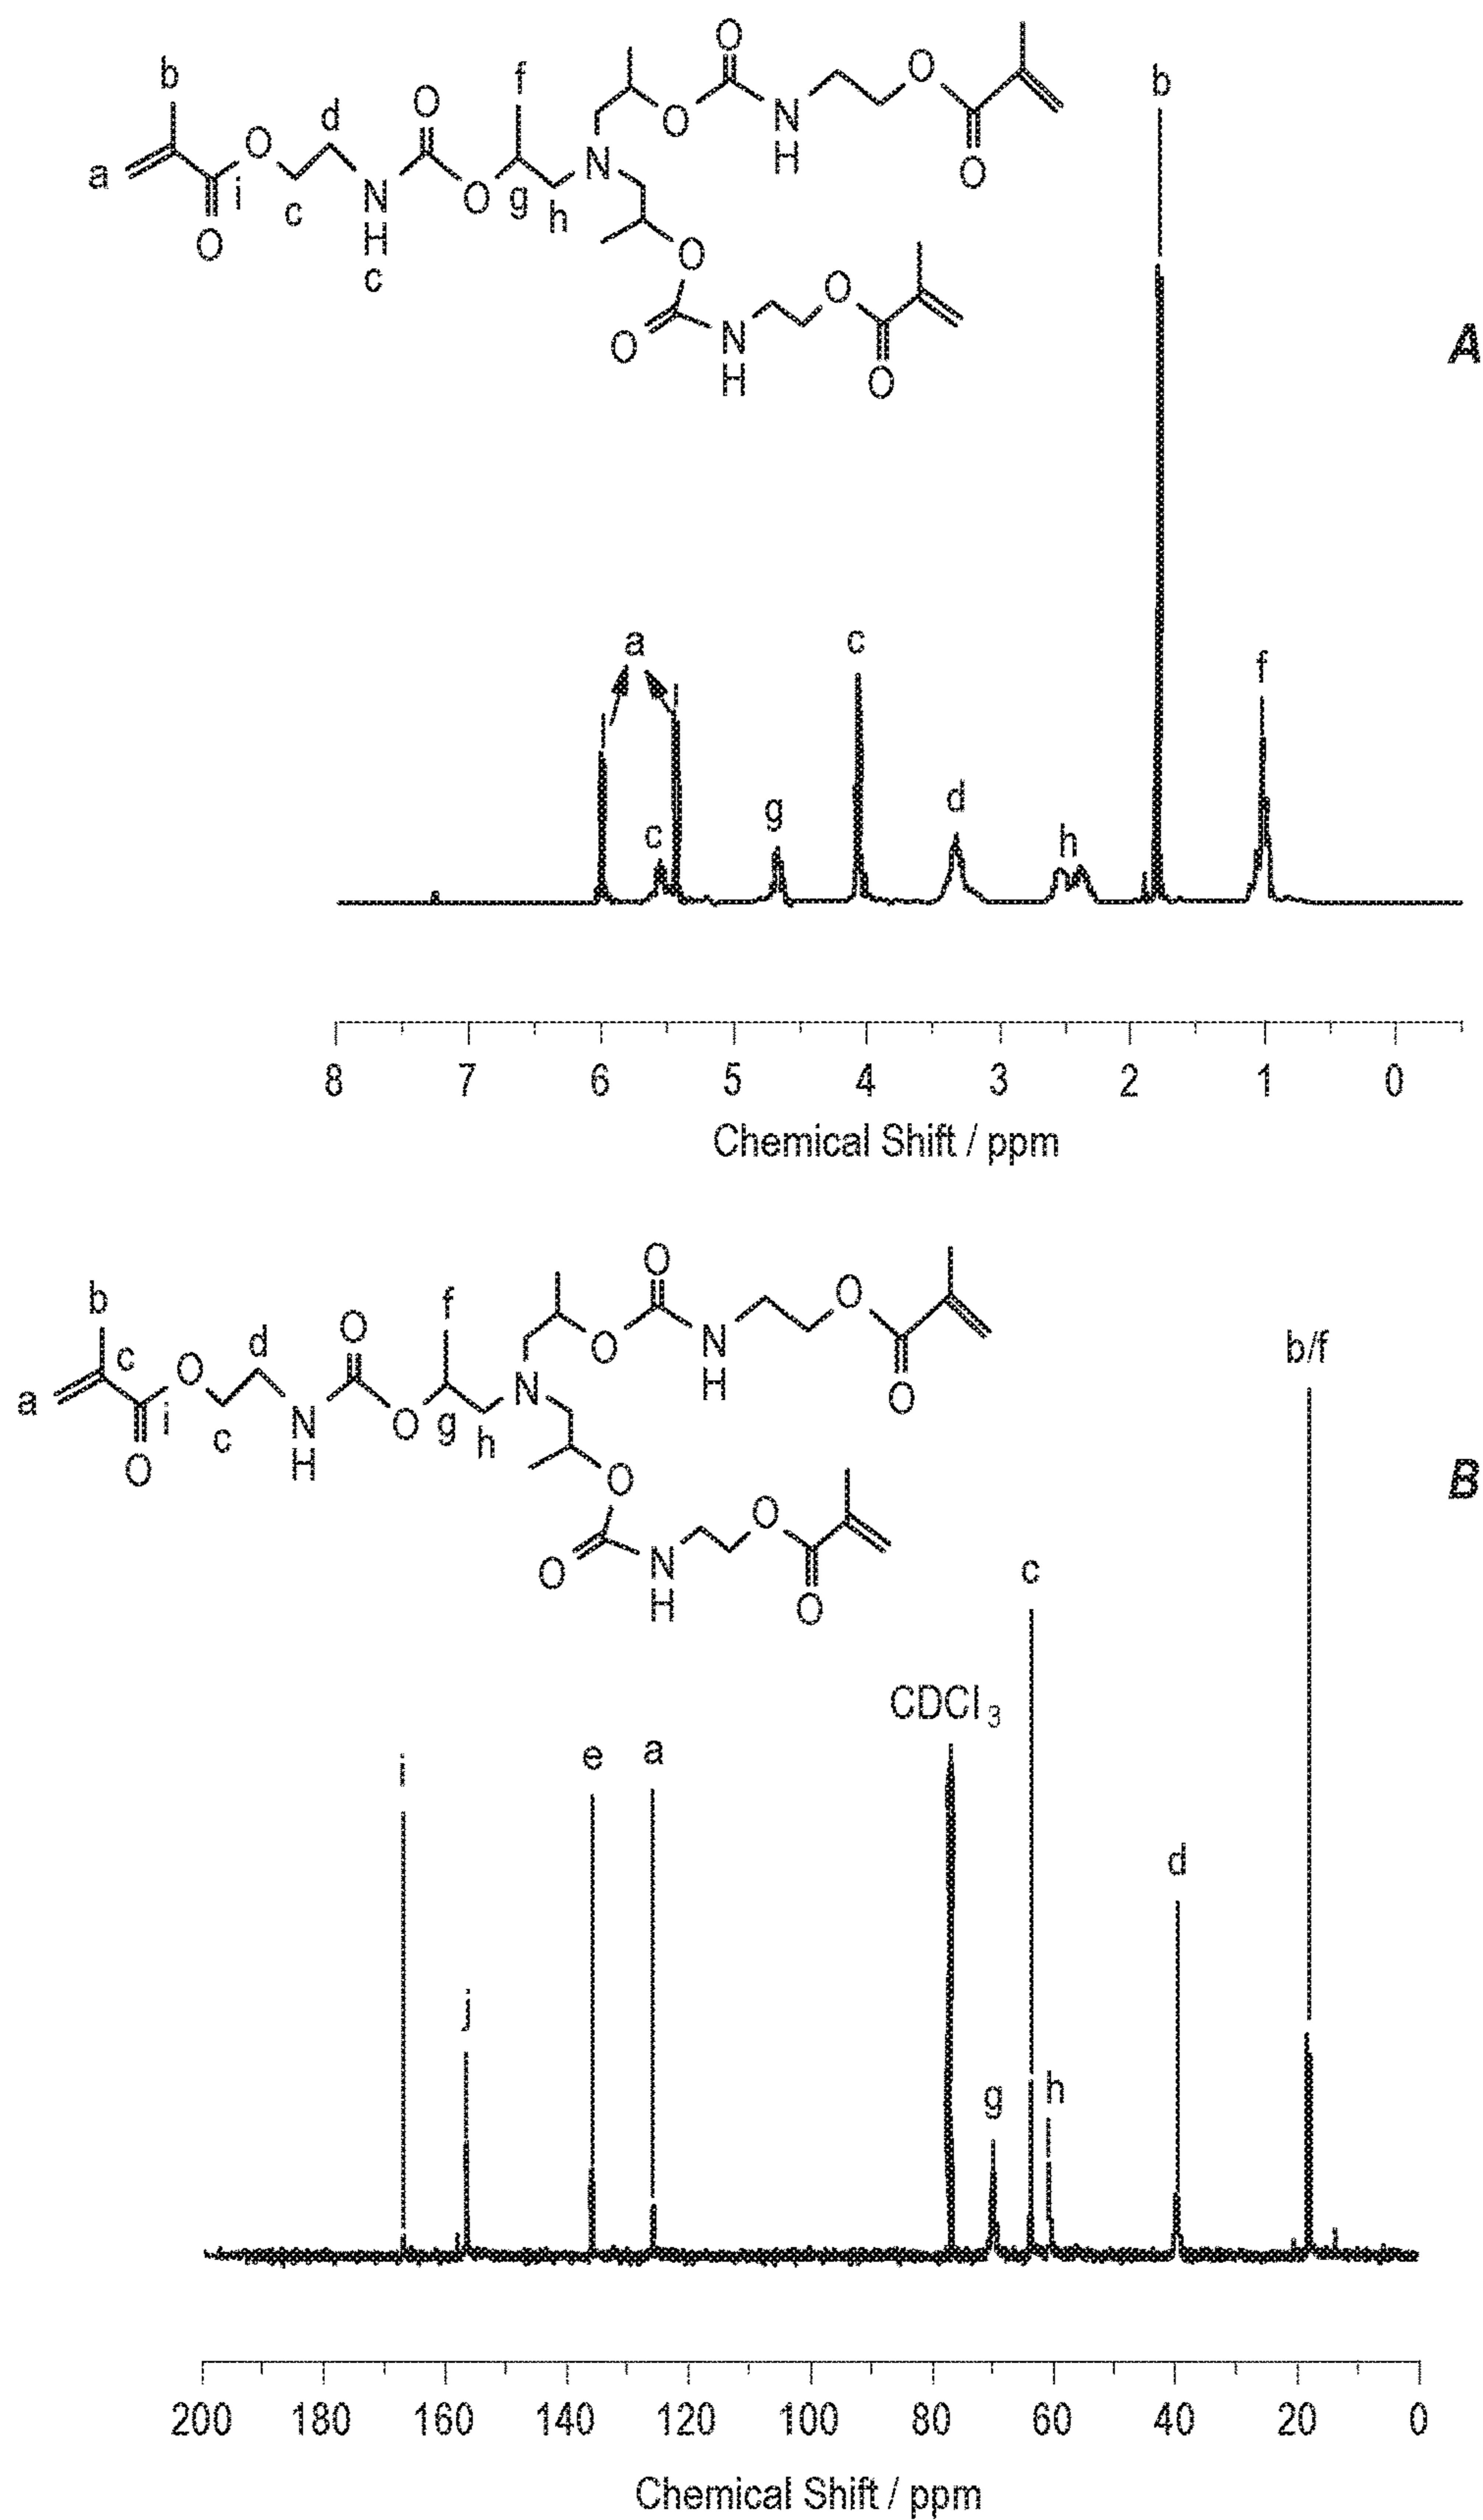 O
b f O O
d O N O
a O N O N H O
i c H g h
O c O
O
O N O
H O
A
b
a c f
c g d h
8 7 6 5 4 3 2 1 0
Chemical Shift / ppm
O
b f O O
c O d O N
a i c N O g h N H O
O H O
O N O
H O
B
b/f
c
CDCl3
i e a
d
j
g h
200 180 160 140 120 100 80 60 40 20 0
Chemical Shift / ppm